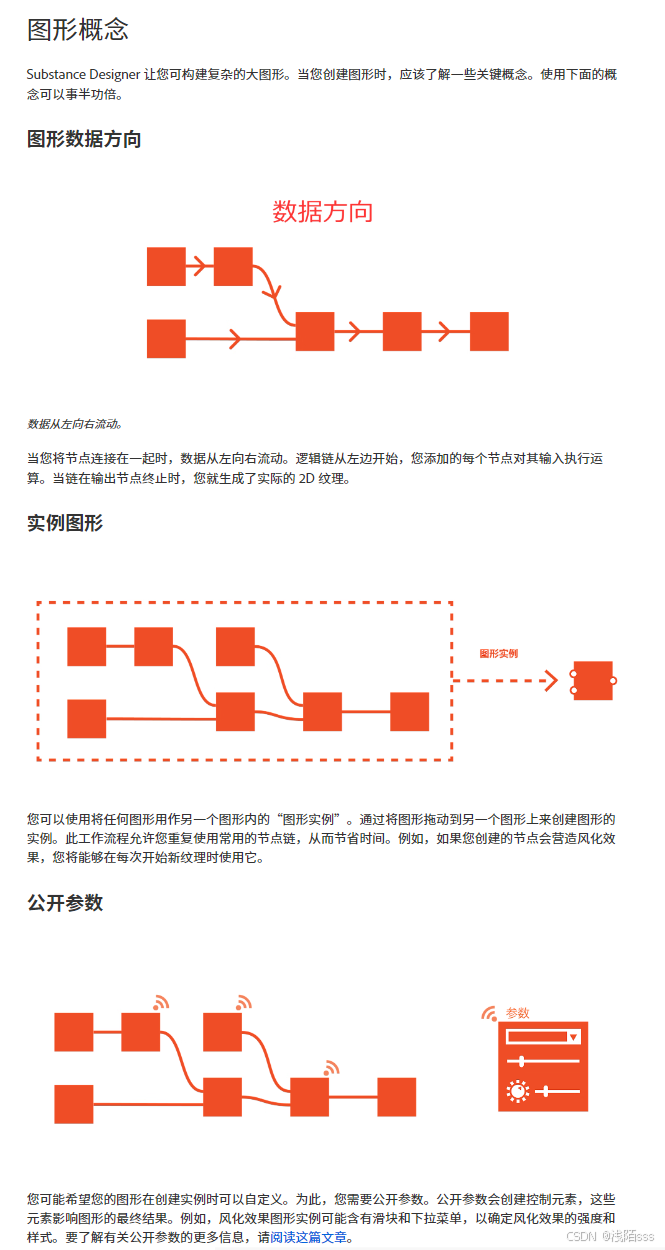 图形概念
Substance Designer 让您可构建复杂的大图形。当您创建图形时，应该了解一些关键概念。使用下面的概
念可以事半功倍。
图形数据方向
数据方向
数据从左向右流动。
当您将节点连接在一起时，数据从左向右流动。逻辑链从左边开始，您添加的每个节点对其输入执行运
算。当链在输出节点终止时，您就生成了实际的 2D 纹理。
实例图形
图形实例
您可以使用将任何图形用作另一个图形内的“图形实例”。通过将图形拖动到另一个图形上来创建图形的
实例。此工作流程允许您重复使用常用的节点链，从而节省时间。例如，如果您创建的节点会营造风化效
果，您将能够在每次开始新纹理时使用它。
公开参数
参数
您可能希望您的图形在创建实例时可以自定义。为此，您需要公开参数。公开参数会创建控制元素，这些
元素影响图形的最终结果。例如，风化效果图形实例可能含有滑块和下拉菜单，以确定风化效果的强度和
样式。要了解有关公开参数的更多信息，请阅读这篇文章。
CSDN @浅陌sss